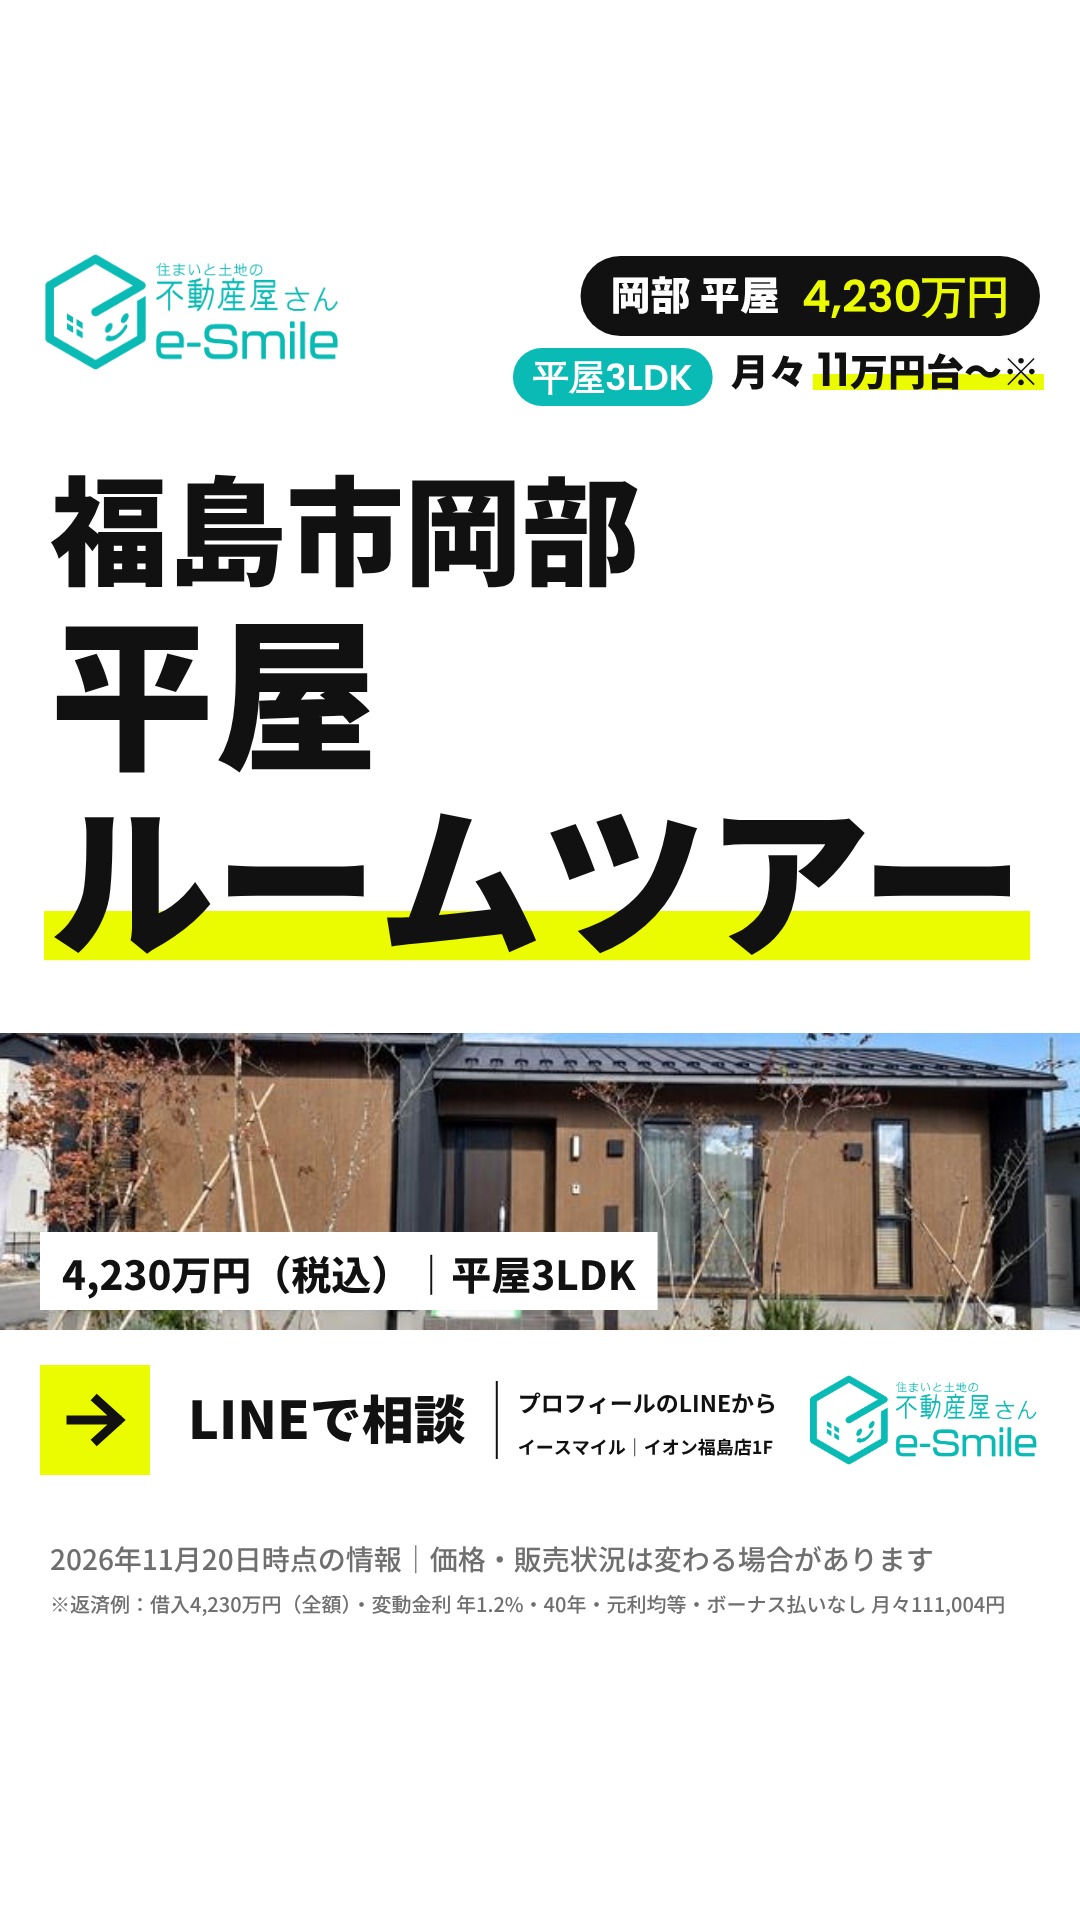 住まいと土地の
不動産屋さん
e-Smile
岡部 平屋 4,230万円
平屋3LDK 月々 11万円台〜※
福島市岡部
平屋
ルームツアー
4,230万円（税込）｜平屋3LDK
LINEで相談
プロフィールのLINEから
イースマイル｜イオン福島店1F
住まいと土地の
不動産屋さん
e-Smile
2026年11月20日時点の情報｜価格・販売状況は変わる場合があります
※返済例：借入4,230万円（全額）・変動金利 年1.2%・40年・元利均等・ボーナス払いなし 月々111,004円